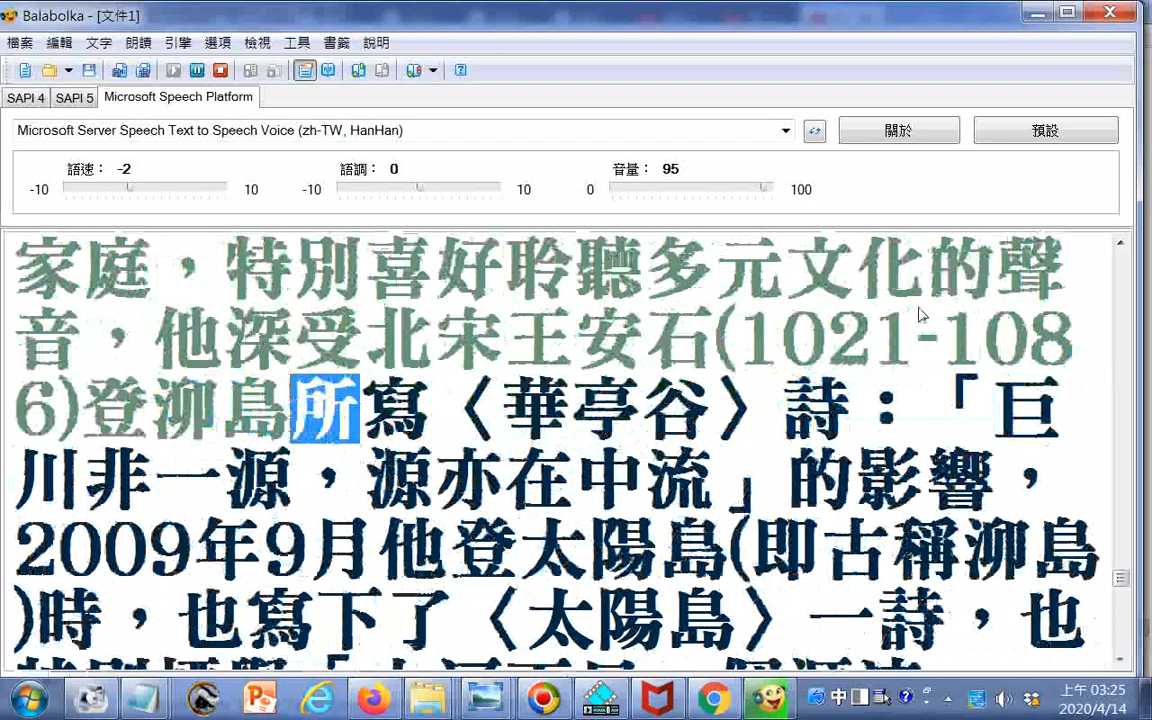 Balabolka - [文件1]
檔案 編輯 文字 朗讀 引擎 選項 檢視 工具 書籤 說明
SAPI 4 SAPI 5 Microsoft Speech Platform
Microsoft Server Speech Text to Speech Voice (zh-TW, HanHan) 關於 預設
語速： -2 語調： 0 音量： 95
-10 10 -10 10 0 100
家庭，特別喜好聆聽多元文化的聲
音，他深受北宋王安石(1021-108
6)登泖島所寫〈華亭谷〉詩：「巨
川非一源，源亦在中流」的影響，
2009年9月他登太陽島(即古稱泖島
)時，也寫下了〈太陽島〉一詩，也
中 上午 03:25
2020/4/14